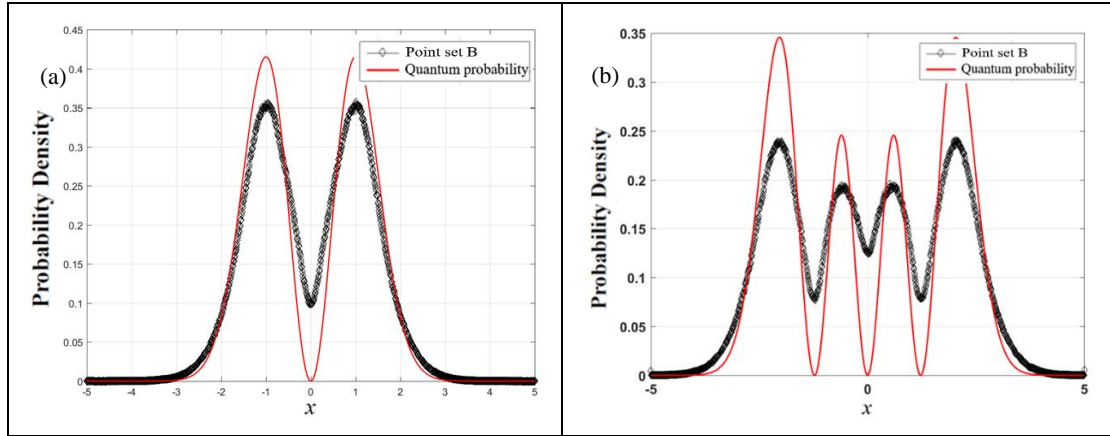 (a)
Probability Density
0.45
0.4
0.35
0.3
0.25
0.2
0.15
0.1
0.05
0
-5 -4 -3 -2 -1 0 1 2 3 4 5
x
Point set B
Quantum probability
(b)
Probability Density
0.35
0.3
0.25
0.2
0.15
0.1
0.05
0
-5 0 5
x
Point set B
Quantum probability